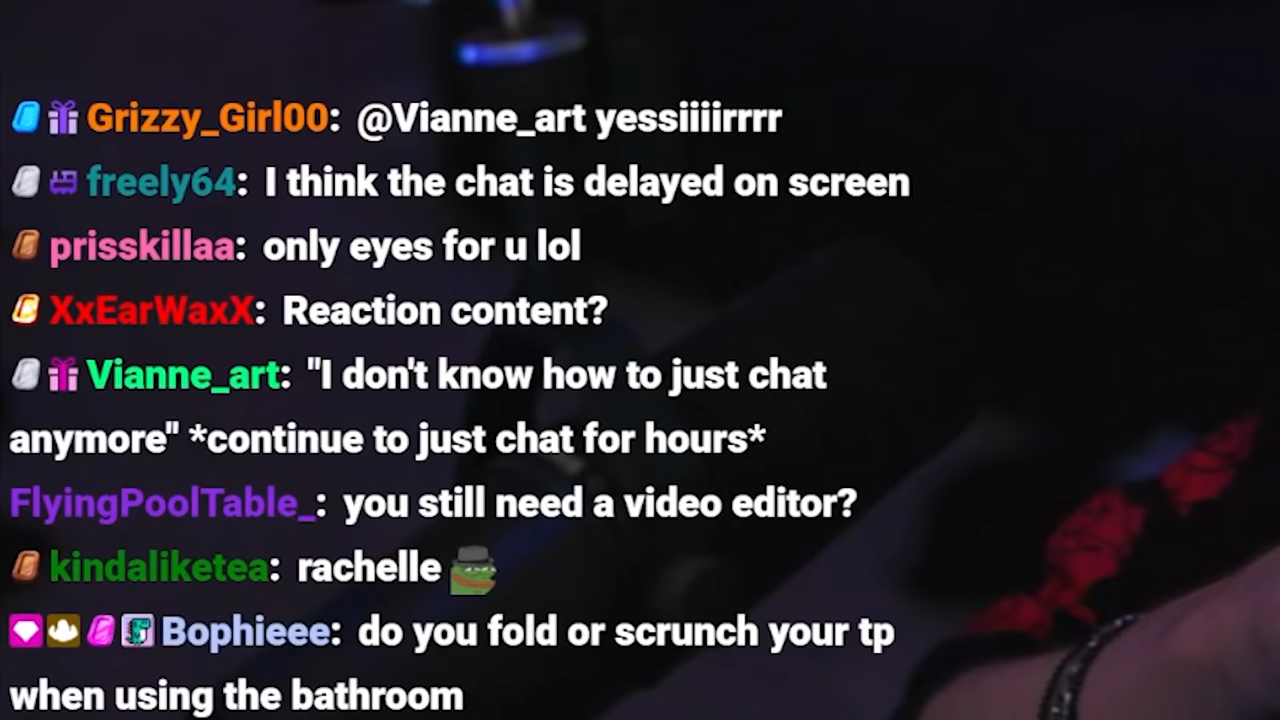 Grizzy_Girl00: @Vianne_art yessiiiirrrr
freely64: I think the chat is delayed on screen
prisskillaa: only eyes for u lol
XxEarWaxX: Reaction content?
Vianne_art: "I don't know how to just chat
anymore" *continue to just chat for hours*
FlyingPoolTable_: you still need a video editor?
kindaliketea: rachelle
Bophieee: do you fold or scrunch your tp
when using the bathroom